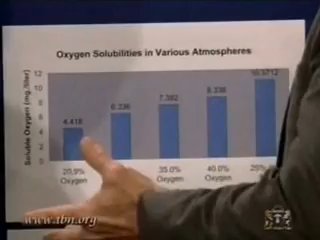 Oxygen Solubilities in Various Atmospheres
Soluble Oxygen (mg./liter)
12
10
8
6
4
2
0
4.418
6.336
7.392
8.336
10.5712
20.9%
Oxygen
35.0%
Oxygen
40.0%
Oxygen
Oxygen
www.tbn.org